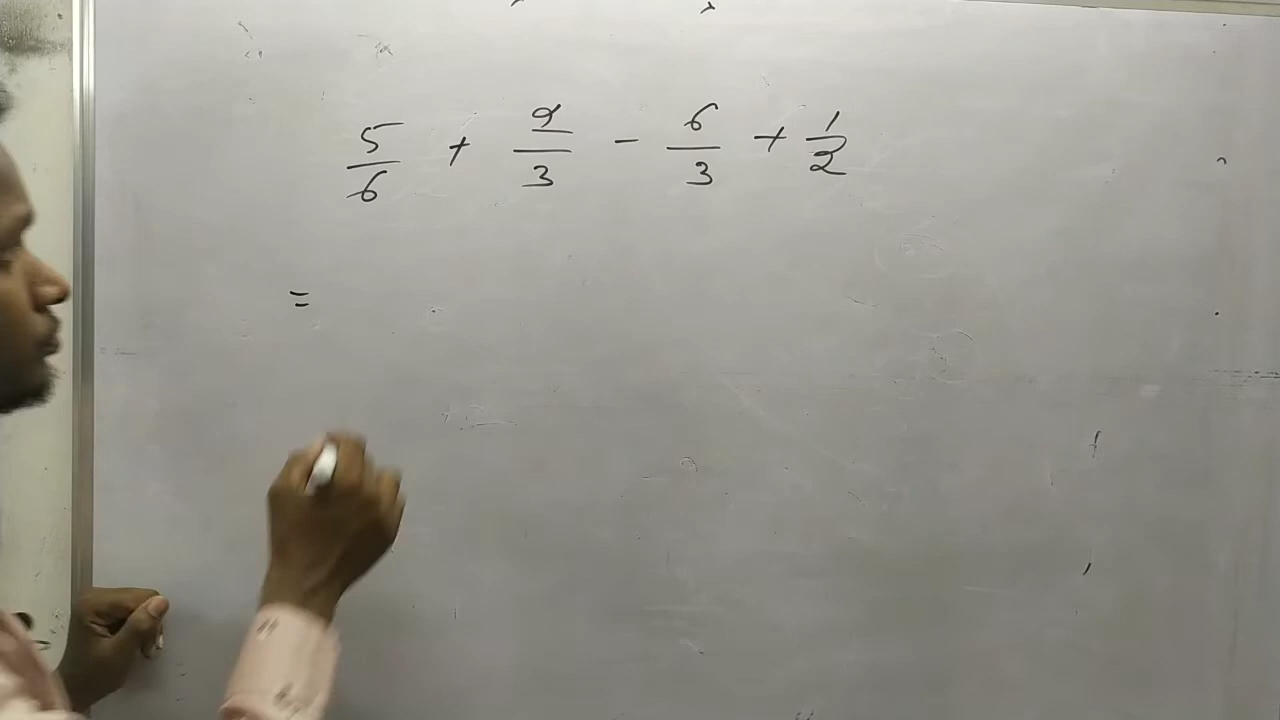 5/6 + 2/3 - 6/3 + 1/2
=